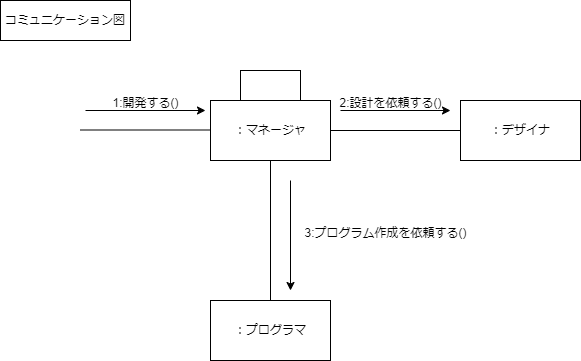 コミュニケーション図
1:開発する()
2:設計を依頼する()
：マネージャ
：デザイナ
3:プログラム作成を依頼する()
：プログラマ